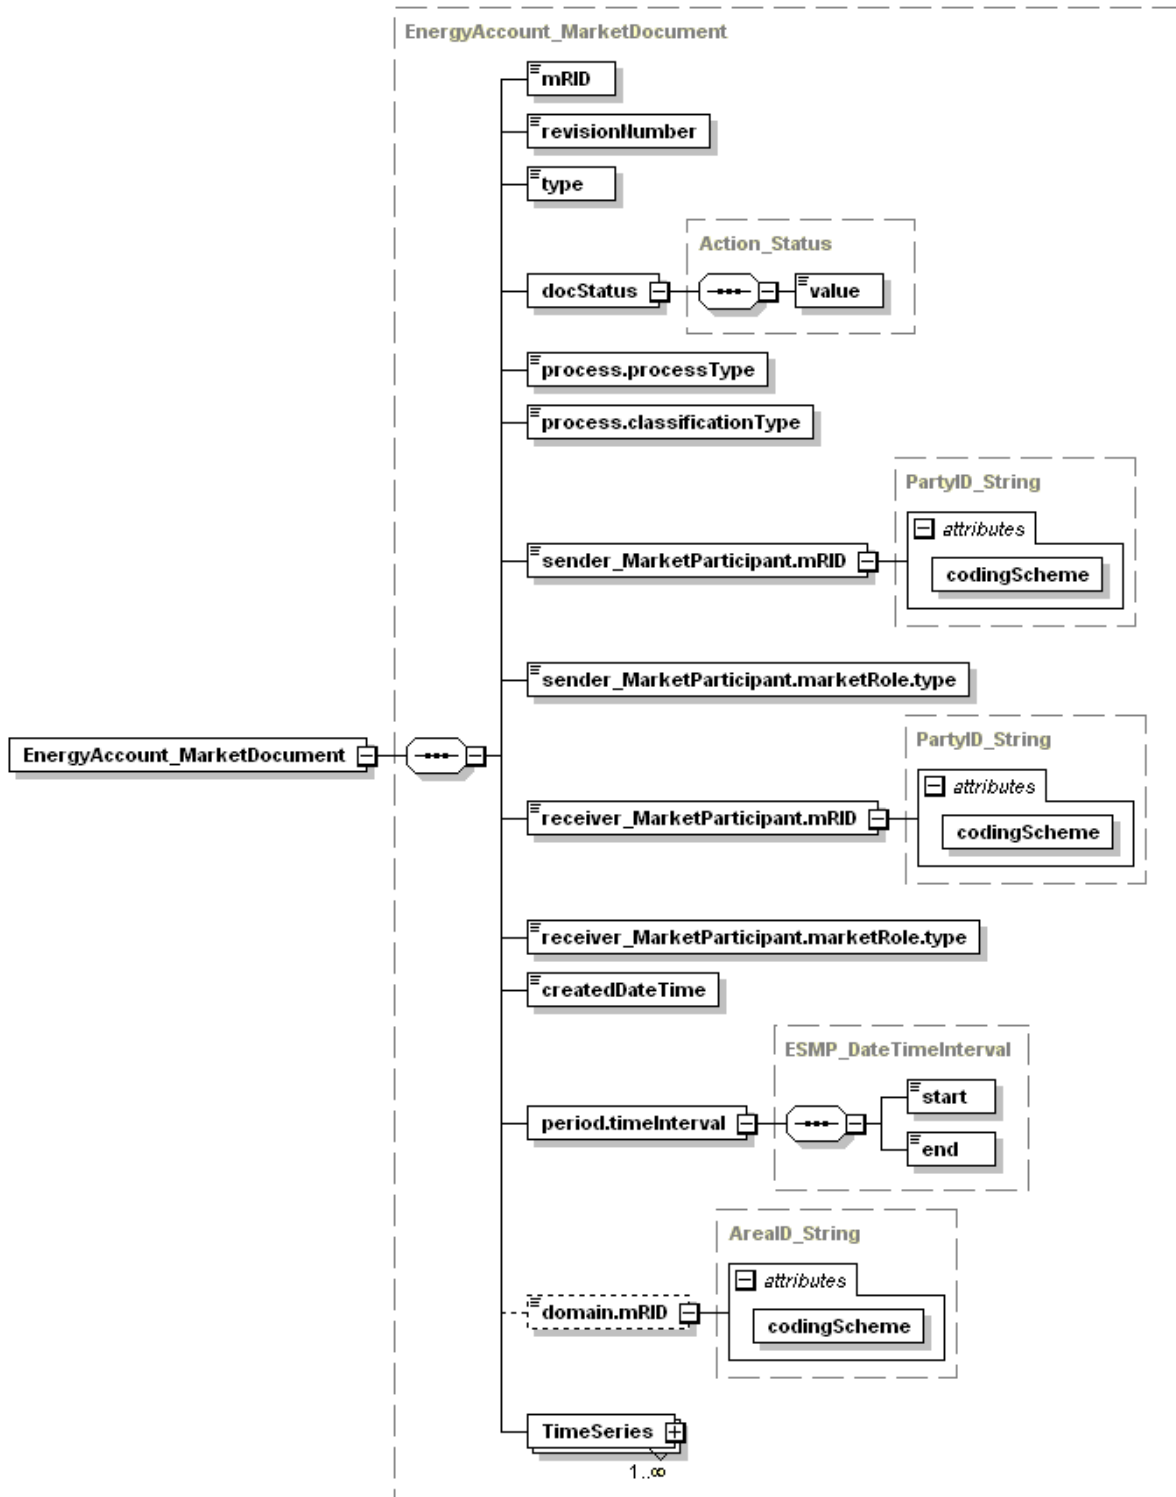 EnergyAccount_MarketDocument
mRID
revisionNumber
type
Action_Status
docStatus
value
process.processType
process.classificationType
PartyID_String
attributes
sender_MarketParticipant.mRID
codingScheme
sender_MarketParticipant.marketRole.type
PartyID_String
EnergyAccount_MarketDocument
attributes
receiver_MarketParticipant.mRID
codingScheme
receiver_MarketParticipant.marketRole.type
createdDateTime
ESMP_DateTimeInterval
start
period.timeInterval
end
AreaID_String
attributes
domain.mRID
codingScheme
TimeSeries
1..∞